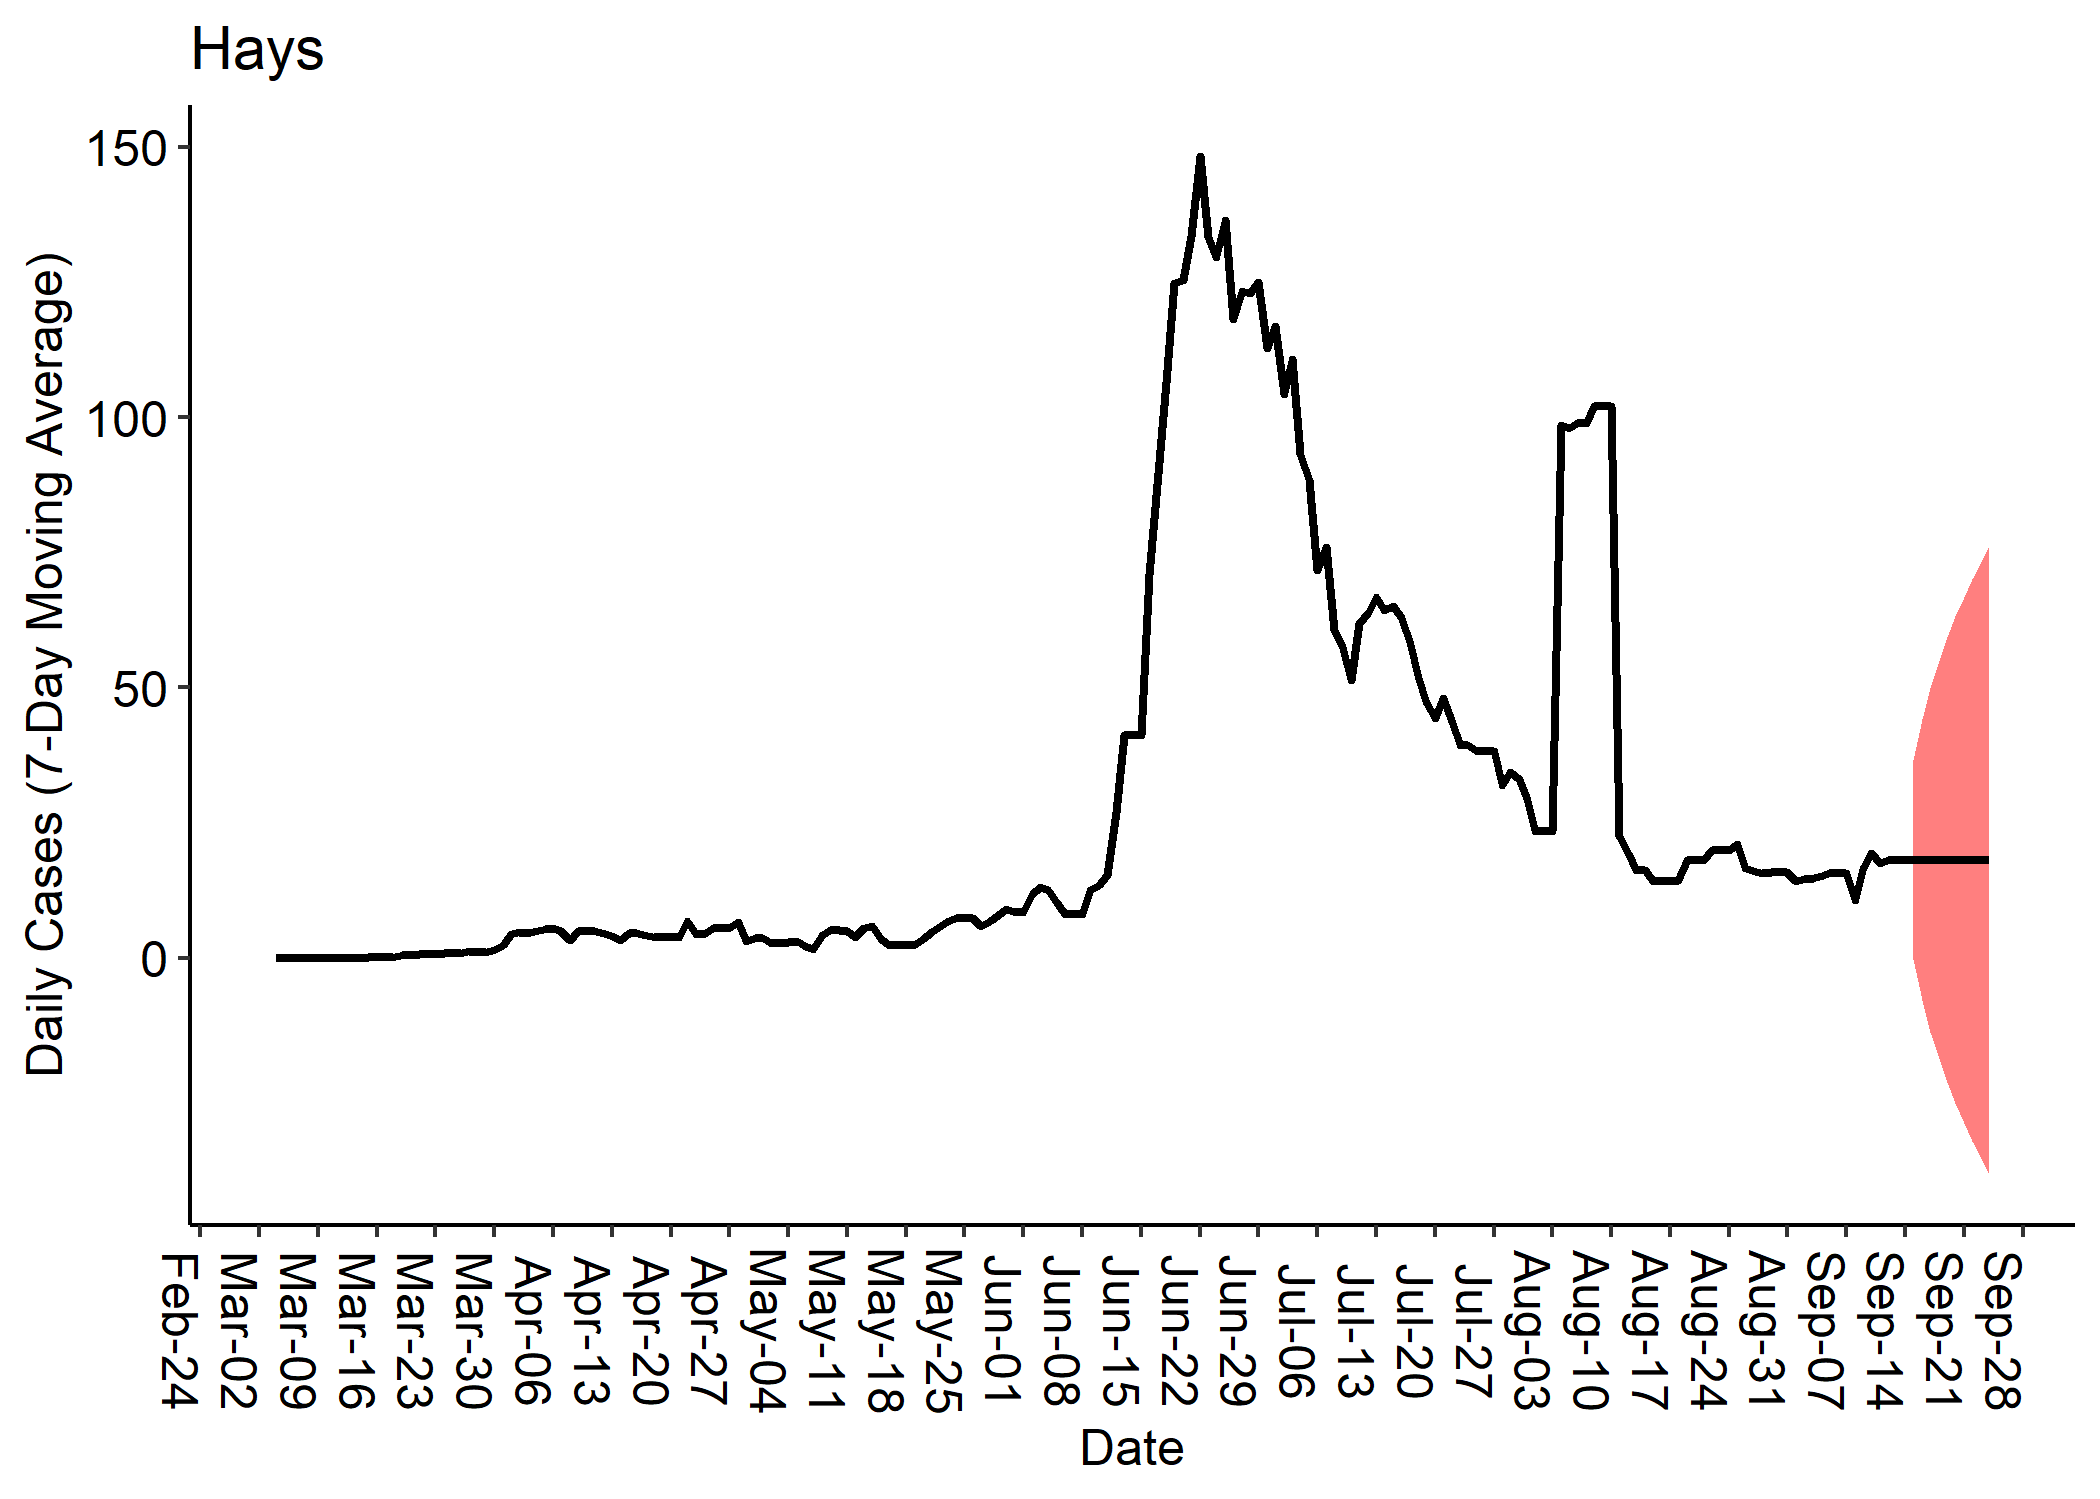 Hays
Daily Cases (7-Day Moving Average)
150
100
50
0
Feb-24
Mar-02
Mar-09
Mar-16
Mar-23
Mar-30
Apr-06
Apr-13
Apr-20
Apr-27
May-04
May-11
May-18
May-25
Jun-01
Jun-08
Jun-15
Jun-22
Jun-29
Jul-06
Jul-13
Jul-20
Jul-27
Aug-03
Aug-10
Aug-17
Aug-24
Aug-31
Sep-07
Sep-14
Sep-21
Sep-28
Date